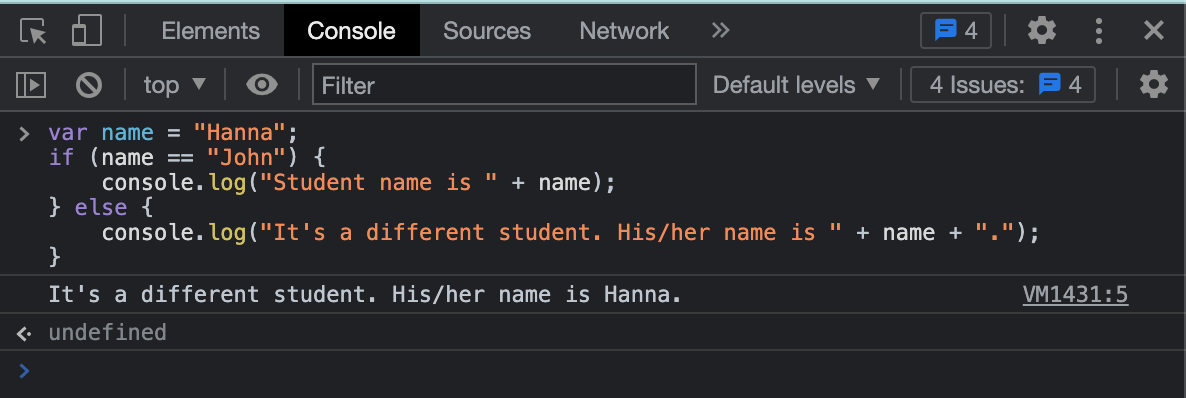 Elements Console Sources Network 4
top Filter Default levels 4 Issues: 4
var name = "Hanna";
if (name == "John") {
    console.log("Student name is " + name);
} else {
    console.log("It's a different student. His/her name is " + name + ".");
}
It's a different student. His/her name is Hanna. VM1431:5
undefined